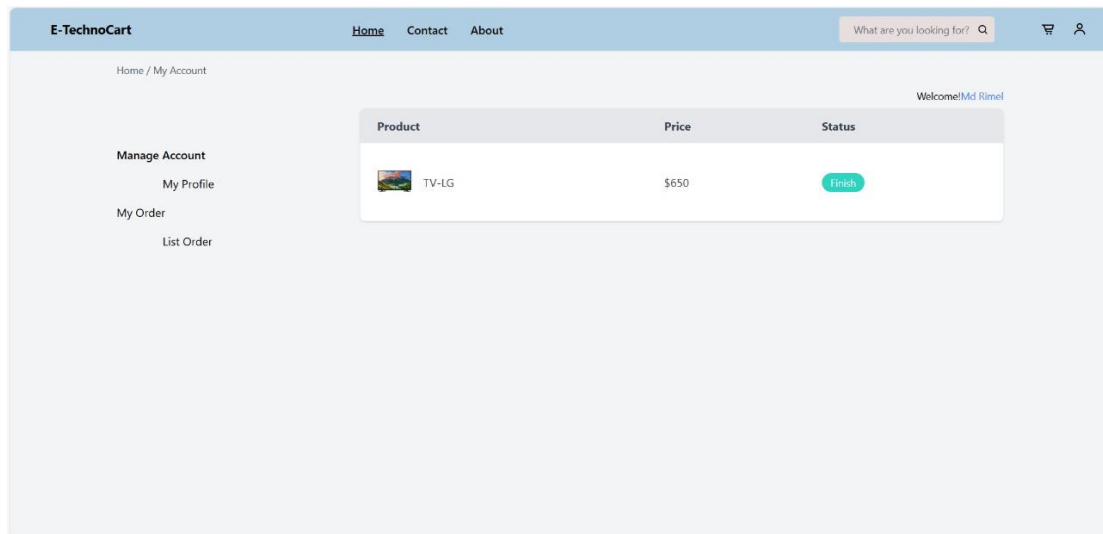 E-TechnoCart Home Contact About What are you looking for?
Home / My Account
Welcome!Md Rimel
Product Price Status
Manage Account
My Profile
TV-LG $650 Finish
My Order
List Order